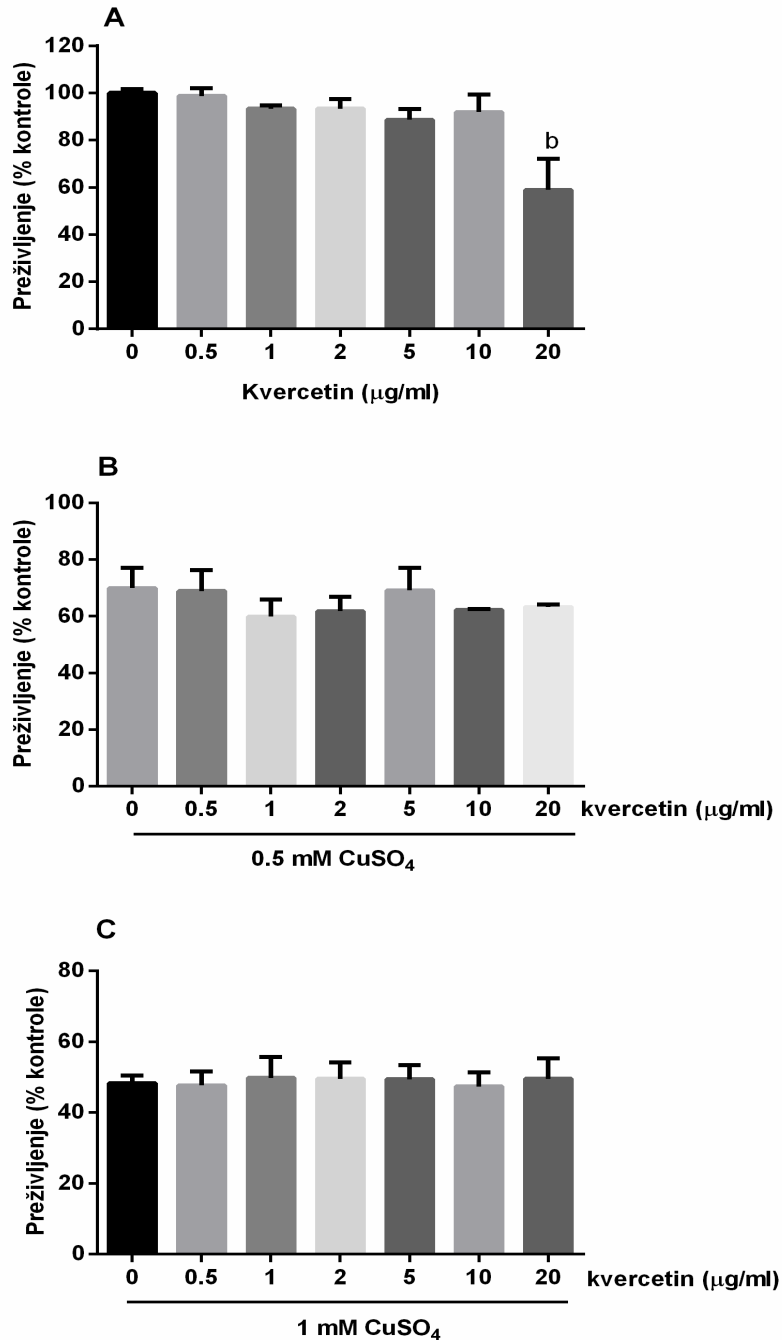 A
Preživljenje (% kontrole)
120
100
80
60
40
20
0
b
0 0.5 1 2 5 10 20
Kvercetin (µg/ml)
B
Preživljenje (% kontrole)
100
80
60
40
20
0
0 0.5 1 2 5 10 20 kvercetin (µg/ml)
0.5 mM CuSO₄
C
Preživljenje (% kontrole)
80
60
40
20
0
0 0.5 1 2 5 10 20 kvercetin (µg/ml)
1 mM CuSO₄